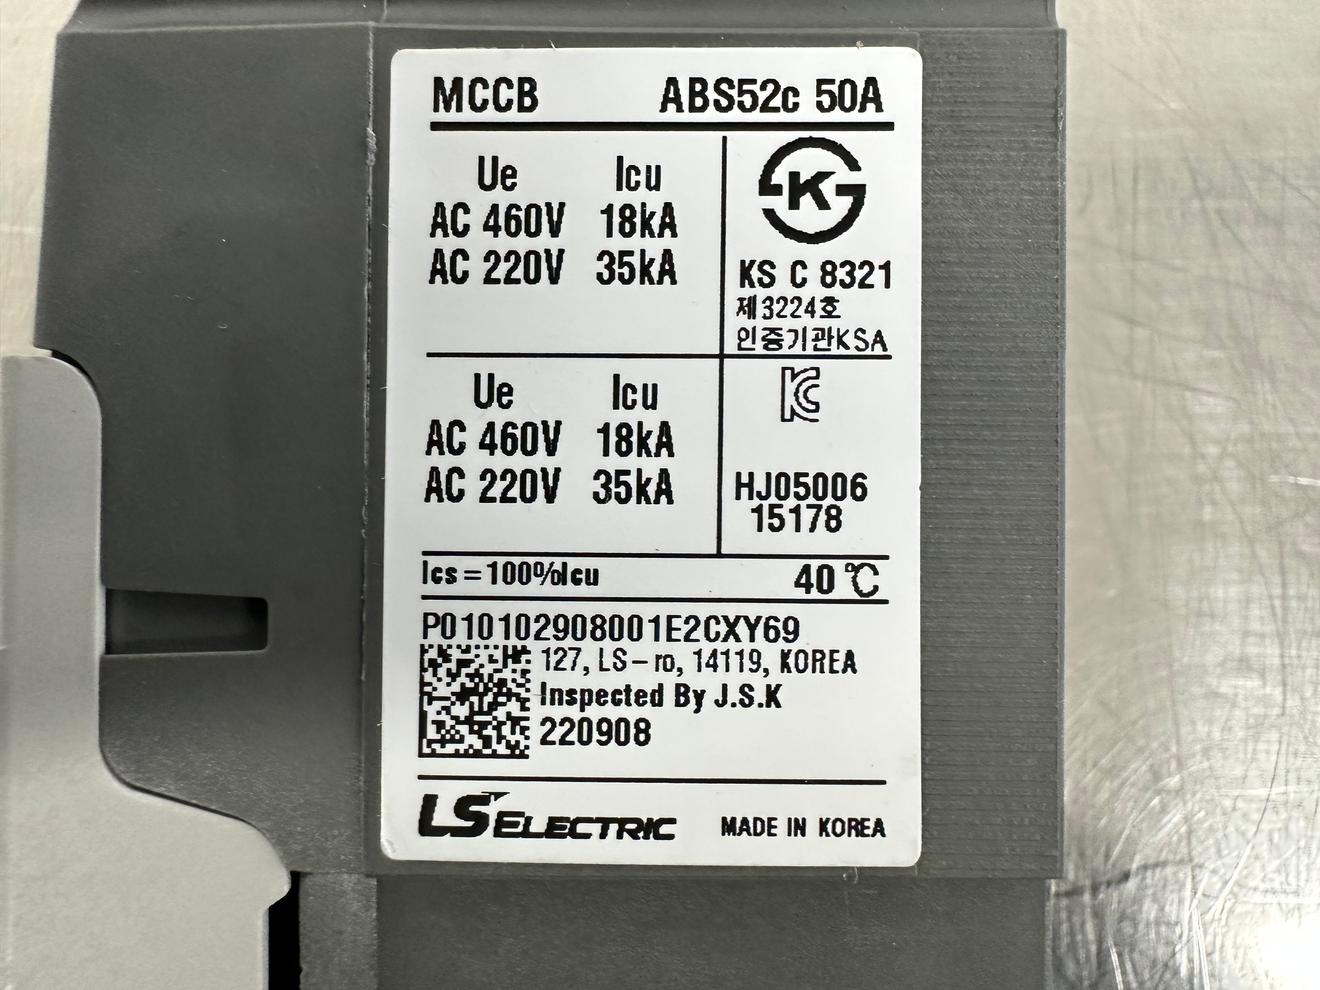 MCCB ABS52c 50A
Ue Icu
AC 460V 18kA
AC 220V 35kA
K
KS C 8321
제3224호
인증기관KSA
Ue Icu
AC 460V 18kA
AC 220V 35kA
KC
HJ05006
15178
Ics=100%Icu 40℃
P010102908001E2CXY69
127, LS-ro, 14119, KOREA
Inspected By J.S.K
220908
LS ELECTRIC MADE IN KOREA